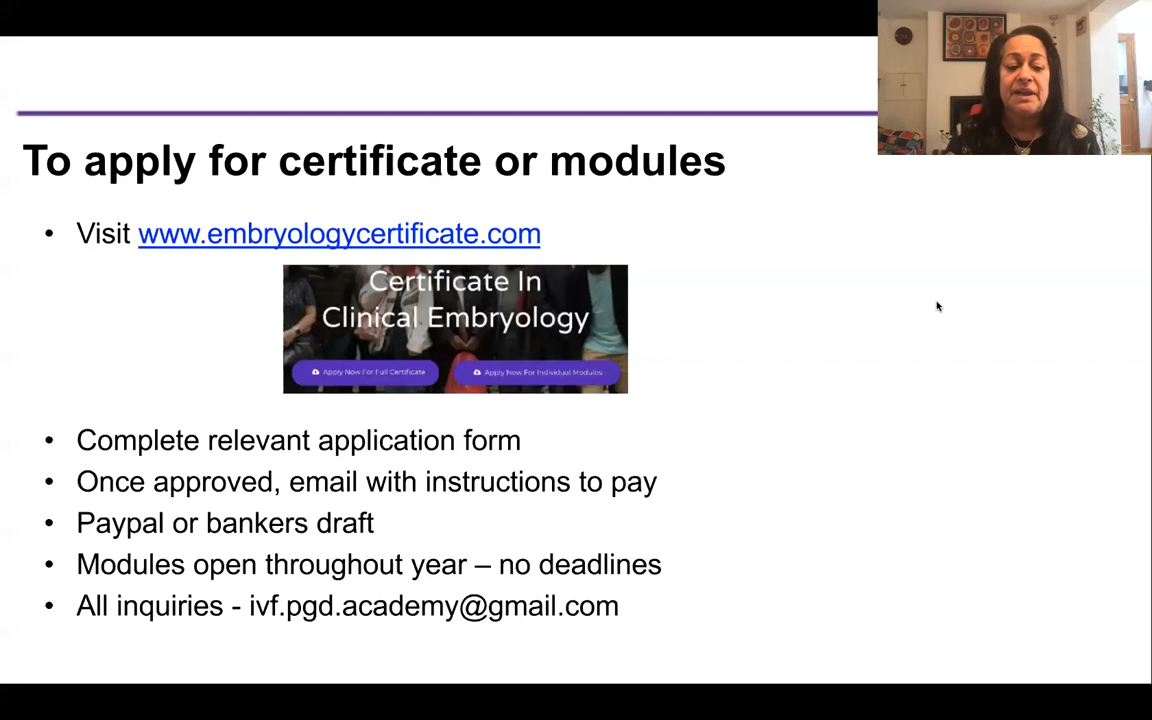 To apply for certificate or modules
• Visit www.embryologycertificate.com
Certificate In
Clinical Embryology
Apply Now For Full Certificate
Apply Now For Individual Modules
• Complete relevant application form
• Once approved, email with instructions to pay
• Paypal or bankers draft
• Modules open throughout year – no deadlines
• All inquiries - ivf.pgd.academy@gmail.com